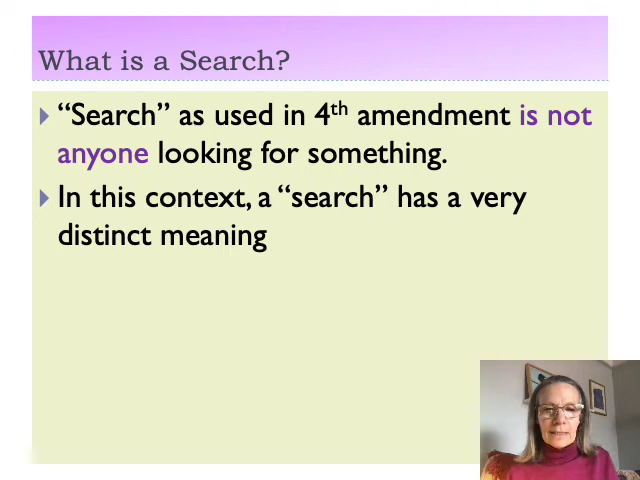 What is a Search?
“Search” as used in 4th amendment is not
anyone looking for something.
In this context, a “search” has a very
distinct meaning